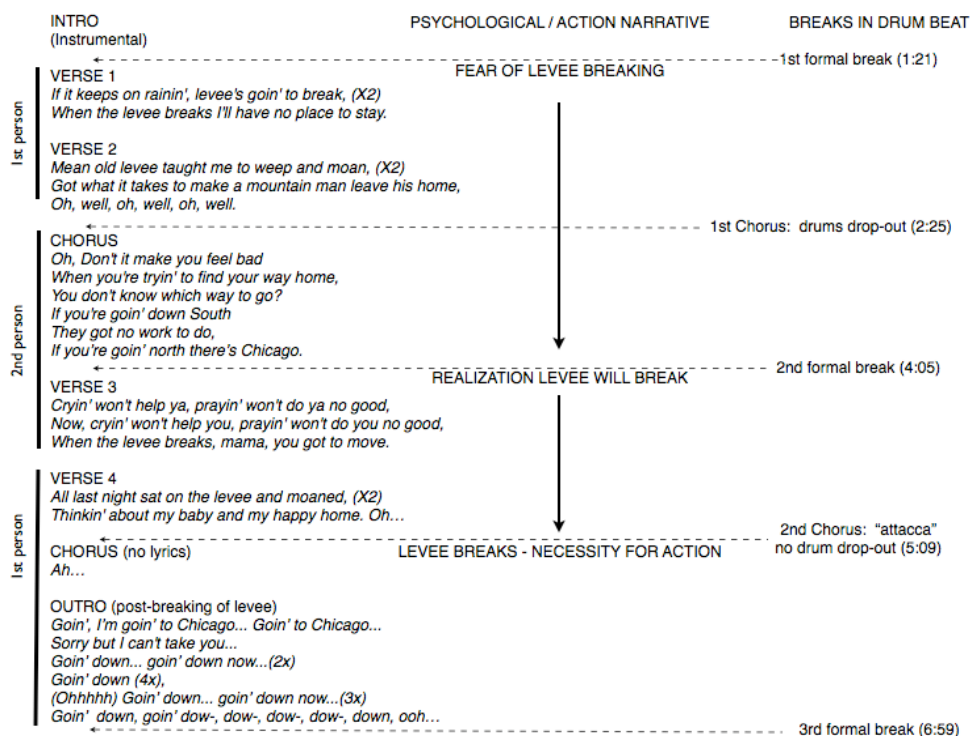 INTRO
(Instrumental)
PSYCHOLOGICAL / ACTION NARRATIVE
BREAKS IN DRUM BEAT
1st formal break (1:21)
FEAR OF LEVEE BREAKING
1st person
VERSE 1
If it keeps on rainin', levee's goin' to break, (X2)
When the levee breaks I'll have no place to stay.
VERSE 2
Mean old levee taught me to weep and moan, (X2)
Got what it takes to make a mountain man leave his home,
Oh, well, oh, well, oh, well.
1st Chorus: drums drop-out (2:25)
2nd person
CHORUS
Oh, Don't it make you feel bad
When you're tryin' to find your way home,
You don't know which way to go?
If you're goin' down South
They got no work to do,
If you're goin' north there's Chicago.
2nd formal break (4:05)
REALIZATION LEVEE WILL BREAK
VERSE 3
Cryin' won't help ya, prayin' won't do ya no good,
Now, cryin' won't help you, prayin' won't do you no good,
When the levee breaks, mama, you got to move.
1st person
VERSE 4
All last night sat on the levee and moaned, (X2)
Thinkin' about my baby and my happy home. Oh…
2nd Chorus: "attacca"
no drum drop-out (5:09)
CHORUS (no lyrics)
LEVEE BREAKS - NECESSITY FOR ACTION
Ah…
OUTRO (post-breaking of levee)
Goin', I'm goin' to Chicago... Goin' to Chicago...
Sorry but I can't take you...
Goin' down... goin' down now...(2x)
Goin' down (4x),
(Ohhhhh) Goin' down... goin' down now...(3x)
Goin' down, goin' dow-, dow-, dow-, dow-, down, ooh…
3rd formal break (6:59)